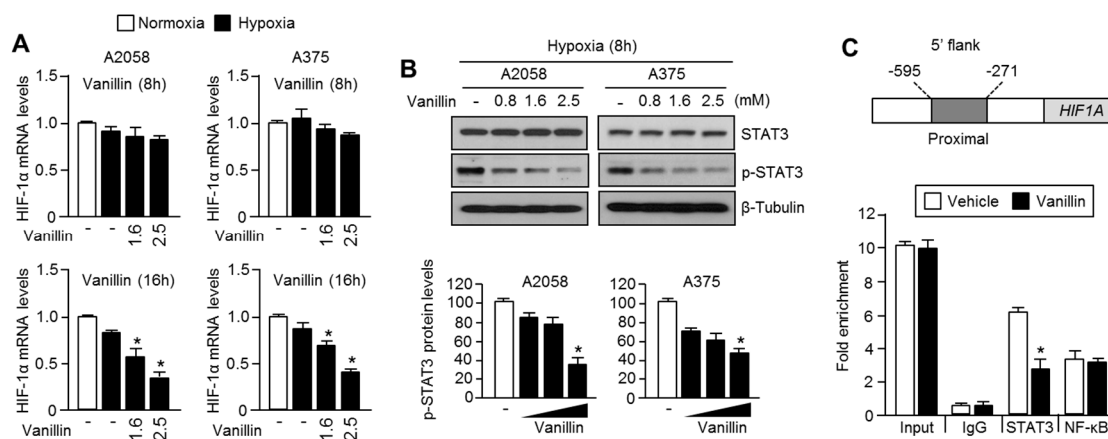 Normoxia Hypoxia
A
A2058 A375
HIF-1α mRNA levels
1.5
1.0
0.5
0
Vanillin (8h)
Vanillin - - 1.6 2.5
HIF-1α mRNA levels
1.5
1.0
0.5
0
Vanillin (8h)
- - 1.6 2.5
HIF-1α mRNA levels
1.5
1.0
0.5
0
Vanillin (16h)
* *
Vanillin - - 1.6 2.5
HIF-1α mRNA levels
1.5
1.0
0.5
0
Vanillin (16h)
* *
- - 1.6 2.5
B
Hypoxia (8h)
A2058 A375
Vanillin - 0.8 1.6 2.5 - 0.8 1.6 2.5 (mM)
STAT3
p-STAT3
β-Tubulin
p-STAT3 protein levels
A2058
120
100
80
60
40
20
0
*
- Vanillin
A375
120
100
80
60
40
20
0
*
- Vanillin
C
5' flank
-595 -271
HIF1A
Proximal
Vehicle Vanillin
Fold enrichment
12
10
8
6
4
2
0
*
Input IgG STAT3 NF-κB